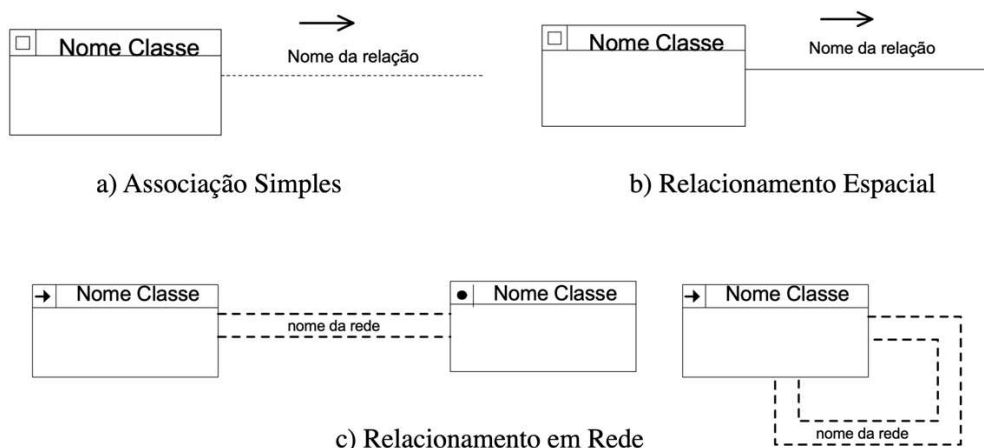 Nome Classe
Nome da relação
Nome Classe
Nome da relação
a) Associação Simples
b) Relacionamento Espacial
Nome Classe
nome da rede
Nome Classe
Nome Classe
nome da rede
c) Relacionamento em Rede